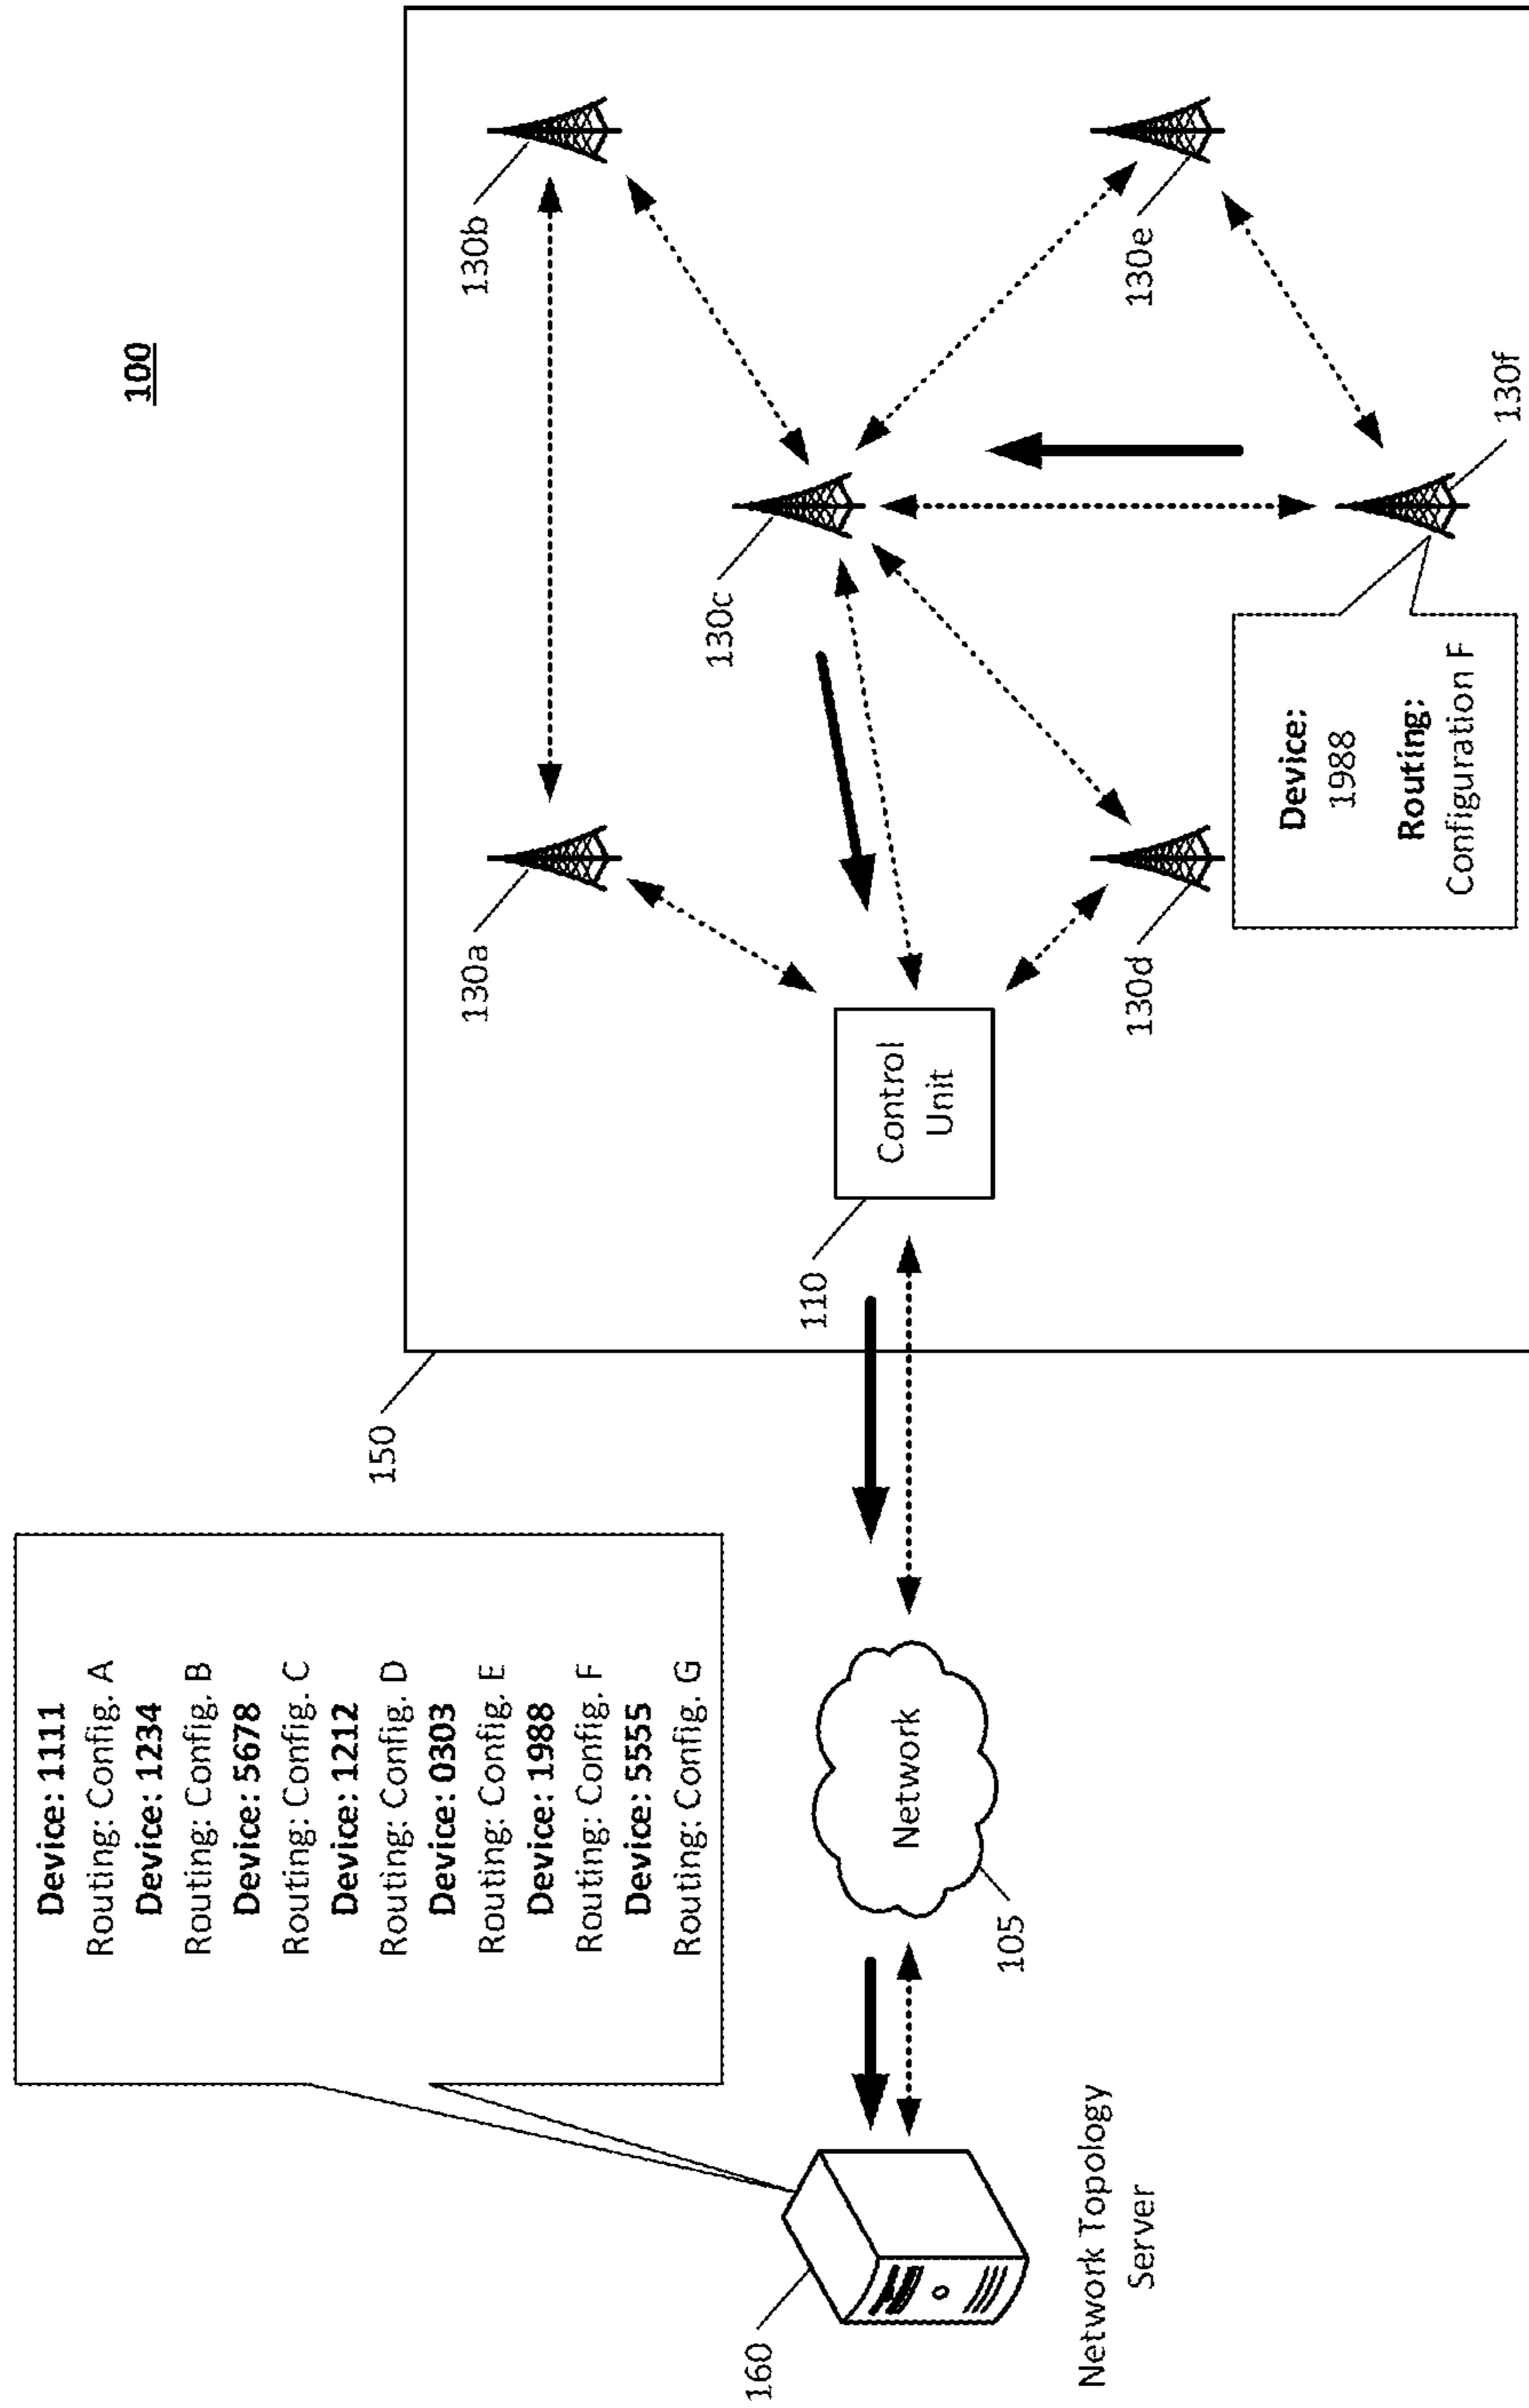 100
Device: 1111
Routing: Config. A
Device: 1234
Routing: Config. B
Device: 5678
Routing: Config. C
Device: 1212
Routing: Config. D
Device: 0303
Routing: Config. E
Device: 1988
Routing: Config. F
Device: 5555
Routing: Config. G
150
130a
130b
130c
110
Control
Unit
160
Network
105
Network Topology
Server
130d
130e
Device:
1988
Routing:
Configuration F
130f